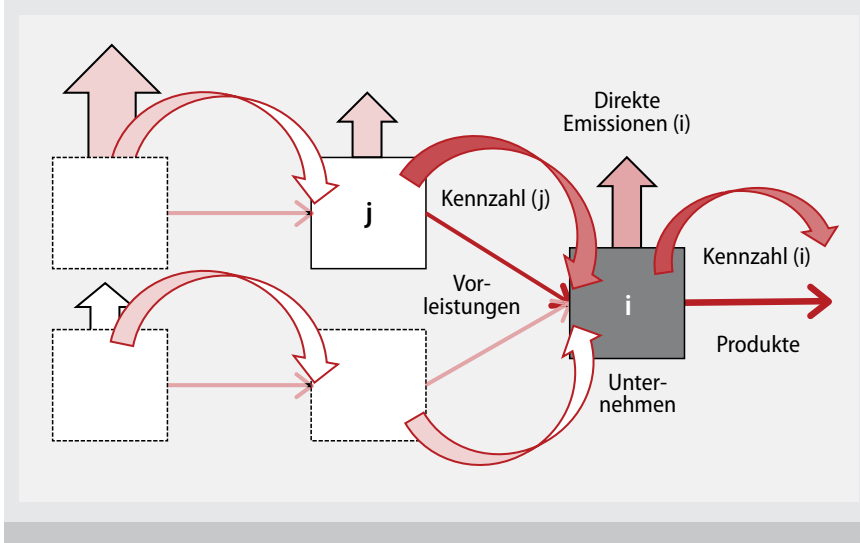 Direkte
Emissionen (i)
j
Kennzahl (j)
Kennzahl (i)
Vor-
leistungen
i
Produkte
Unter-
nehmen